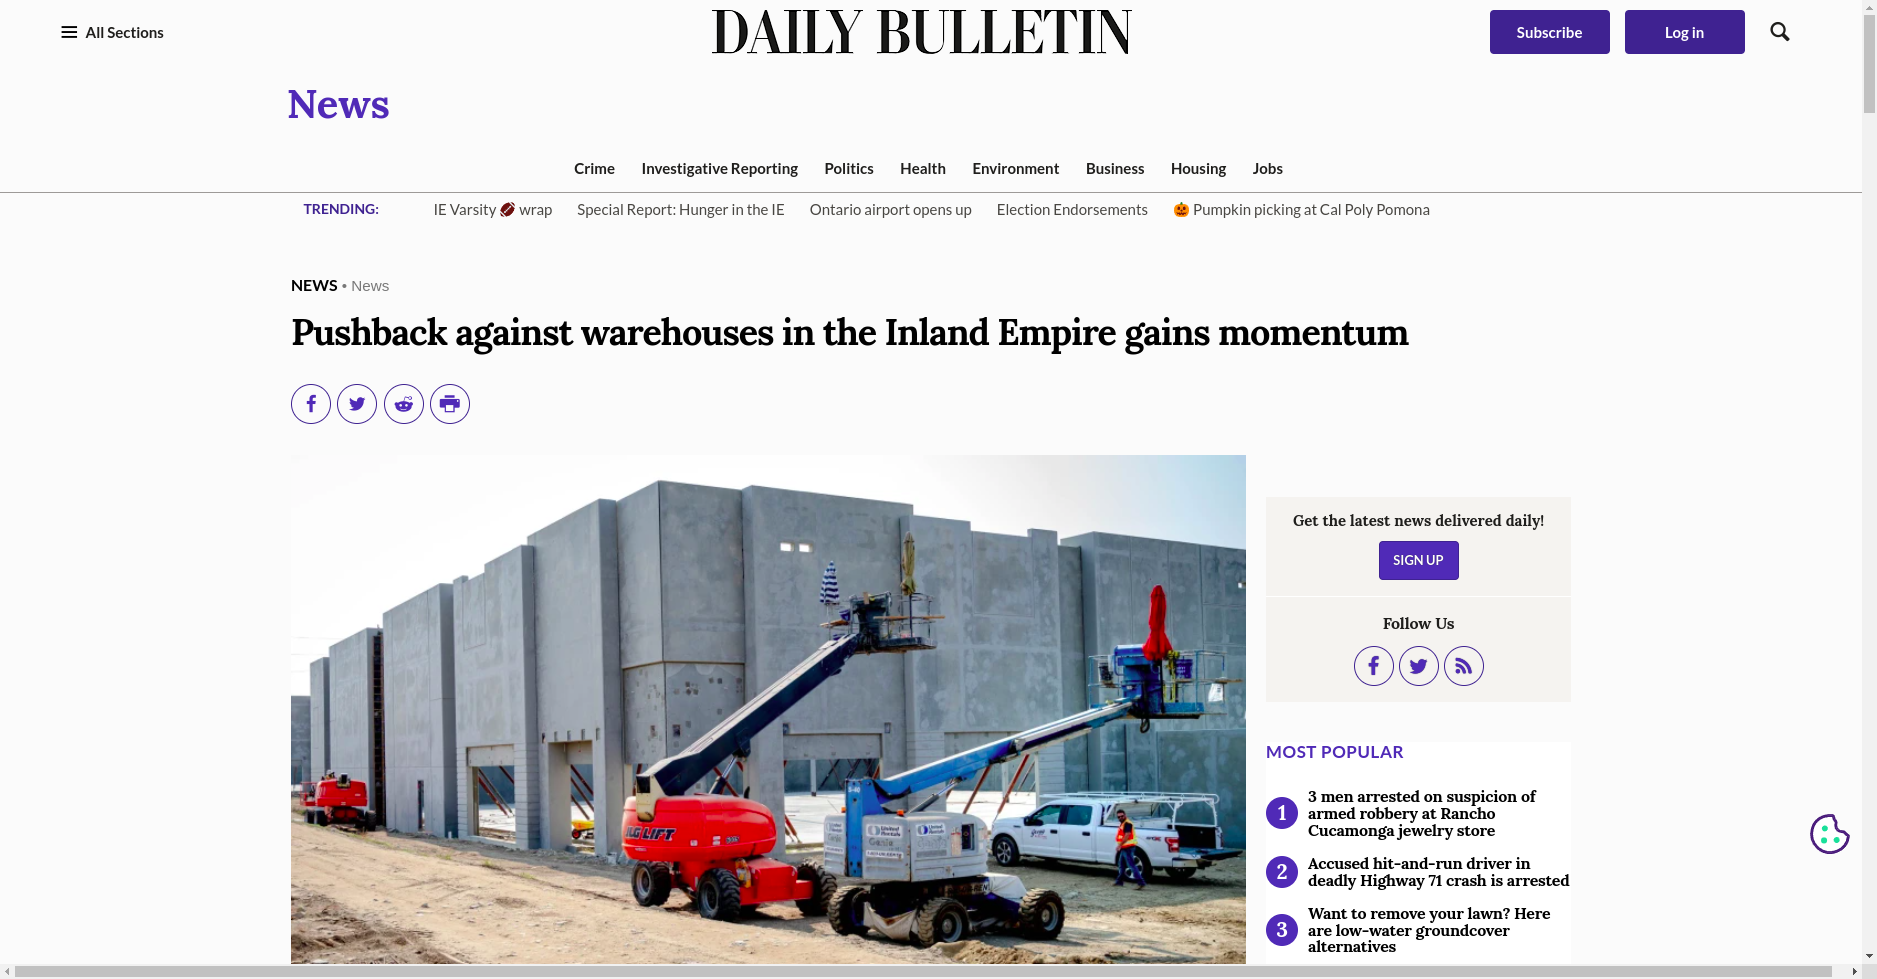 All Sections
DAILY BULLETIN
Subscribe
Log in
News
Crime Investigative Reporting Politics Health Environment Business Housing Jobs
TRENDING: IE Varsity 🏈 wrap Special Report: Hunger in the IE Ontario airport opens up Election Endorsements 🎃 Pumpkin picking at Cal Poly Pomona
NEWS • News
Pushback against warehouses in the Inland Empire gains momentum
JLG LIFT
United Rentals
Get the latest news delivered daily!
SIGN UP
Follow Us
MOST POPULAR
1
3 men arrested on suspicion of
armed robbery at Rancho
Cucamonga jewelry store
2
Accused hit-and-run driver in
deadly Highway 71 crash is arrested
3
Want to remove your lawn? Here
are low-water groundcover
alternatives